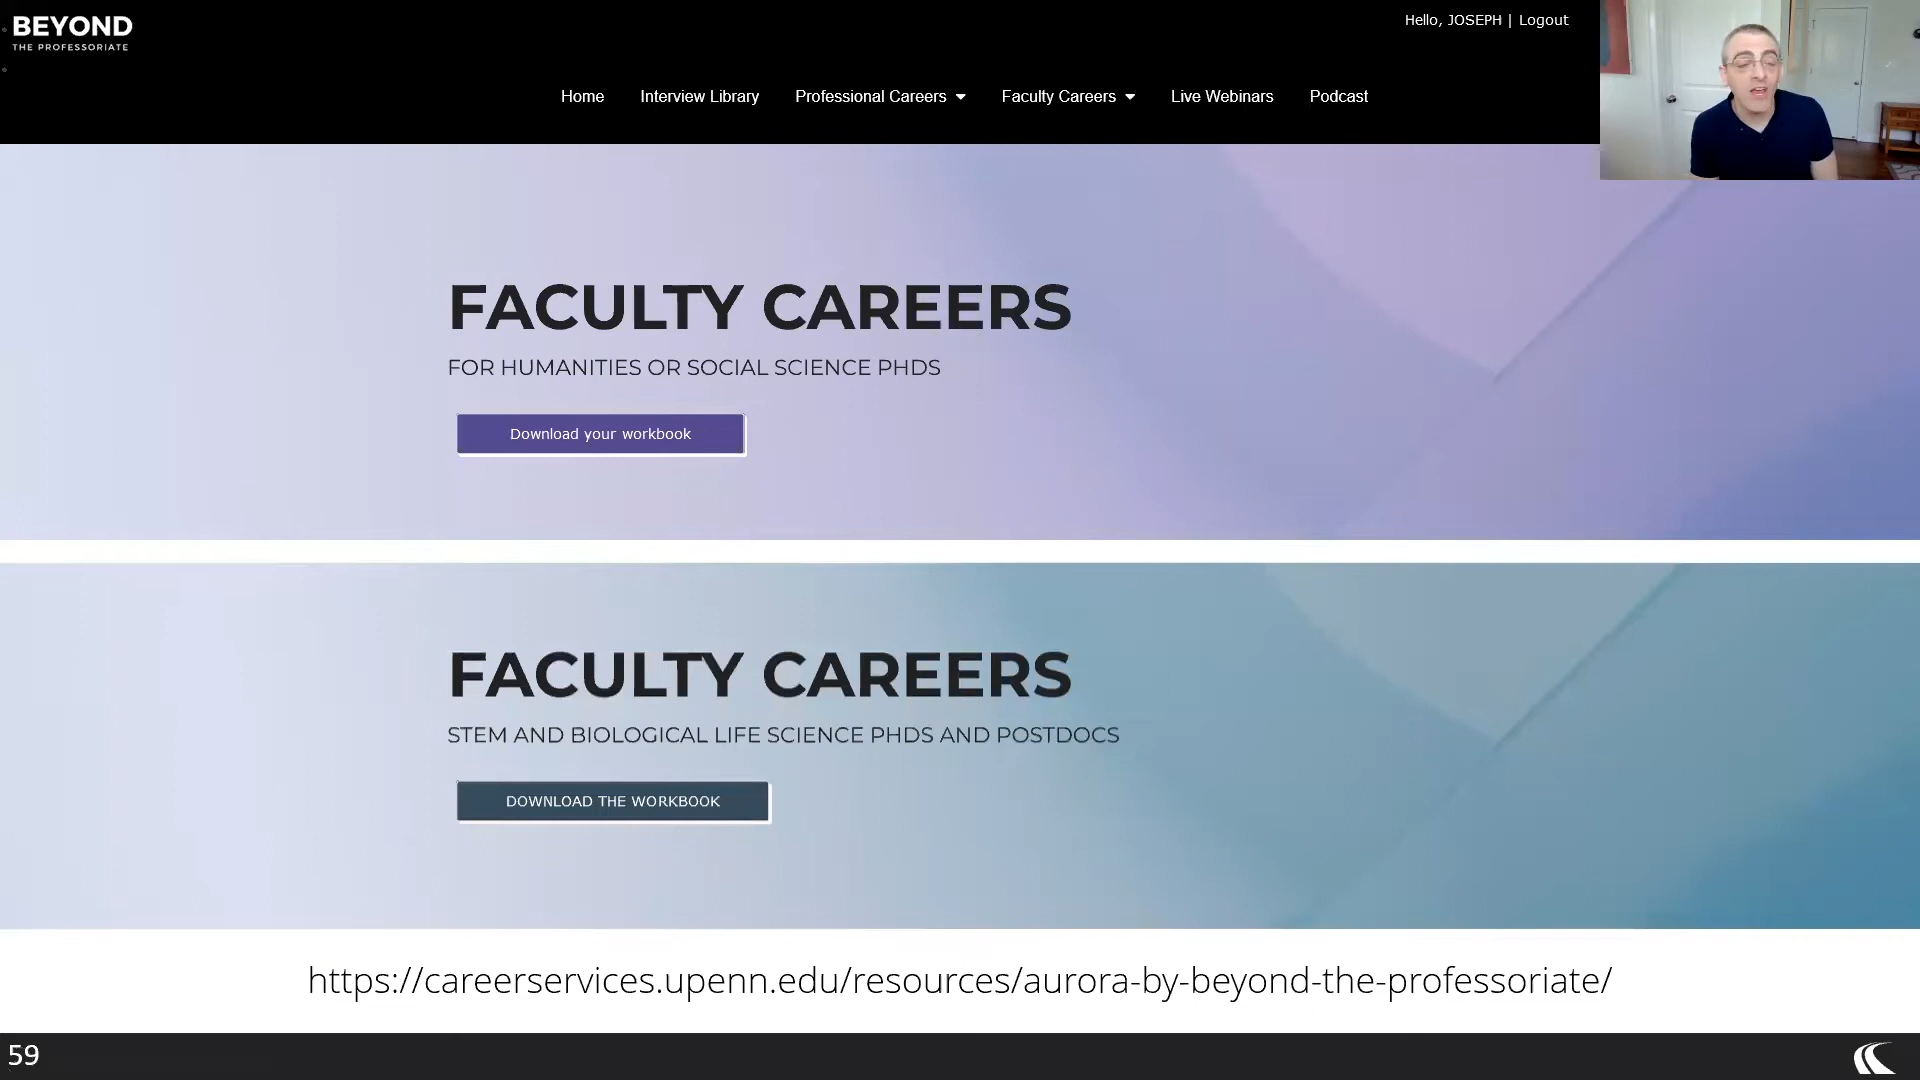 BEYOND
THE PROFESSORIATE
Hello, JOSEPH | Logout
Home Interview Library Professional Careers Faculty Careers Live Webinars Podcast
FACULTY CAREERS
FOR HUMANITIES OR SOCIAL SCIENCE PHDS
Download your workbook
FACULTY CAREERS
STEM AND BIOLOGICAL LIFE SCIENCE PHDS AND POSTDOCS
DOWNLOAD THE WORKBOOK
https://careerservices.upenn.edu/resources/aurora-by-beyond-the-professoriate/
59